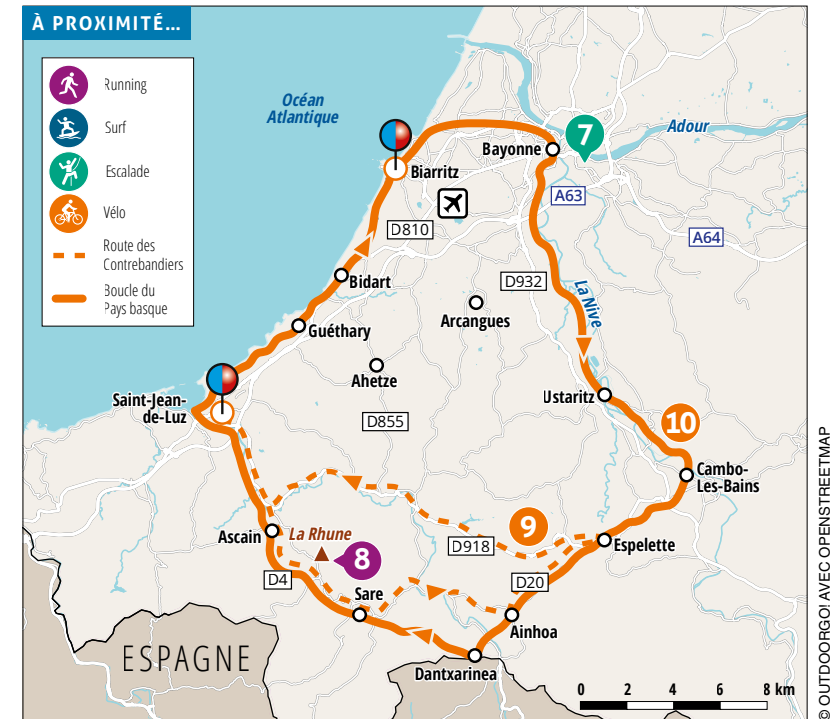 À PROXIMITÉ...
Running
Surf
Escalade
Vélo
Route des
Contrebandiers
Boucle du
Pays basque
Océan
Atlantique
Bayonne
7
Adour
Biarritz
A63
D810
A64
Bidart
D932
La Nive
Arcangues
Guéthary
Ahetze
Ustaritz
Saint-Jean-
de-Luz
D855
10
Cambo-
Les-Bains
9
Ascain
La Rhune
D918
Espelette
8
D4
D20
Sare
Ainhoa
ESPAGNE
Dantxarinea
0 2 4 6 8 km
© OUTDOORGO! AVEC OPENSTREETMAP